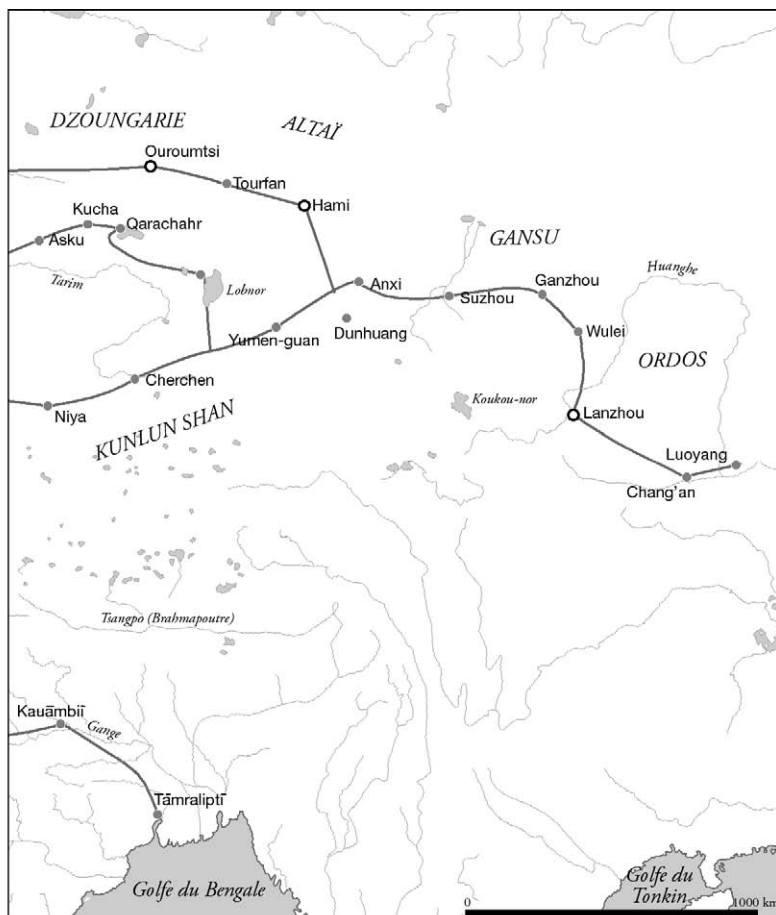 DZOUNGARIE
ALTAÏ
Ouroumtsi
Tourfan
Hami
Kucha
Qarachahr
Asku
GANSU
Tarim
Lobnor
Anxi
Suzhou
Ganzhou
Huanghe
Yumen-guan
Dunhuang
Wulei
ORDOS
Cherchen
Niya
Koukou-nor
Lanzhou
KUNLUN SHAN
Luoyang
Chang'an
Tsangpo (Brahmapoutre)
Kauāmbiī
Gange
Tāmraliptī
Golfe du Bengale
Golfe du
Tonkin
0
1000 km